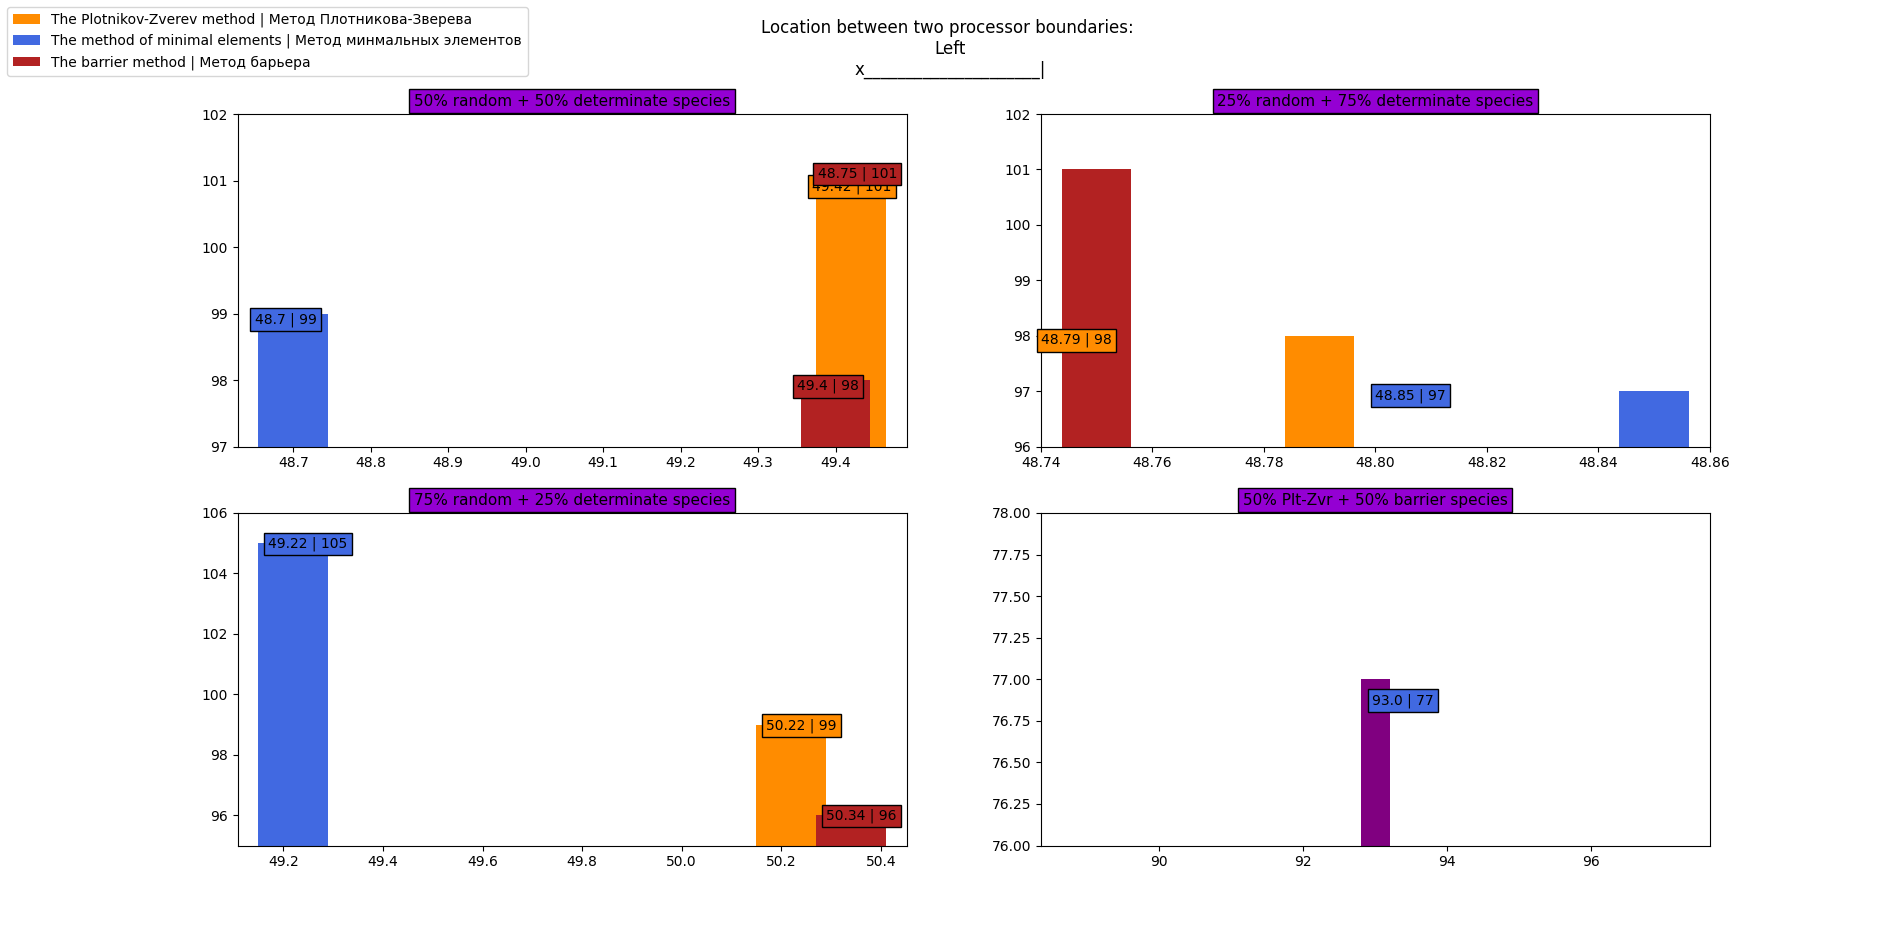 The Plotnikov-Zverev method | Метод Плотникова-Зверева
The method of minimal elements | Метод минмальных элементов
The barrier method | Метод барьера
Location between two processor boundaries:
Left
x_____________________|
50% random + 50% determinate species
102
101
100
99
98
97
48.75 | 101
49.42 | 101
48.7 | 99
49.4 | 98
48.7
48.8
48.9
49.0
49.1
49.2
49.3
49.4
25% random + 75% determinate species
102
101
100
99
98
97
96
48.79 | 98
48.85 | 97
48.74
48.76
48.78
48.80
48.82
48.84
48.86
75% random + 25% determinate species
106
104
102
100
98
96
49.22 | 105
50.22 | 99
50.34 | 96
49.2
49.4
49.6
49.8
50.0
50.2
50.4
50% Plt-Zvr + 50% barrier species
78.00
77.75
77.50
77.25
77.00
76.75
76.50
76.25
76.00
93.0 | 77
90
92
94
96